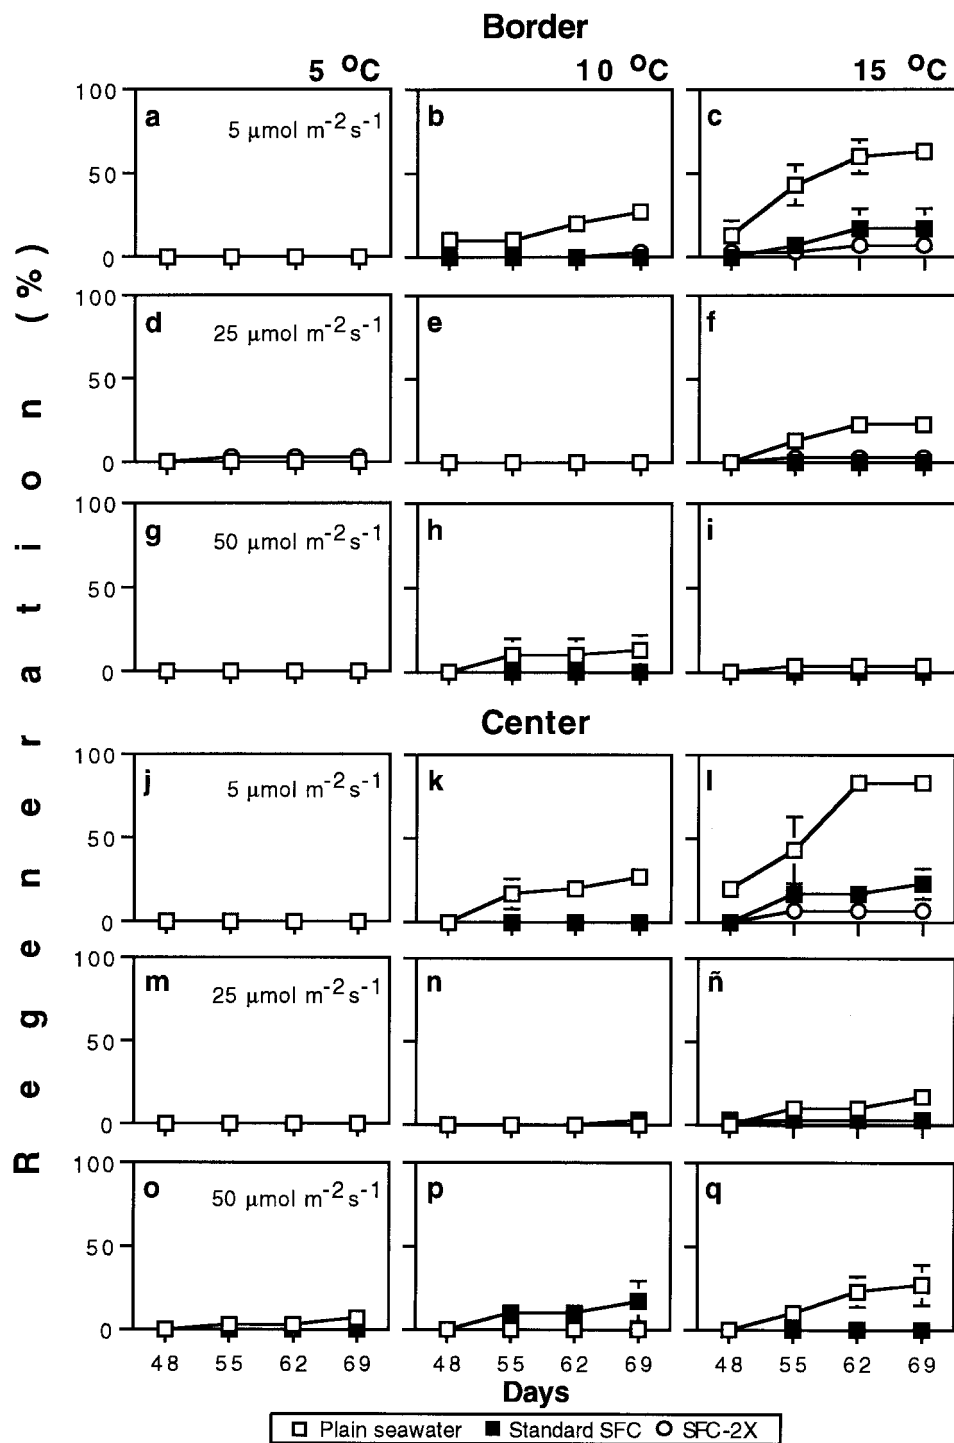 Border
5 °C 10 °C 15 °C
Regeneration (%)
100 a 5 µmol m-2s-1 b c
50
0
100 d 25 µmol m-2s-1 e f
50
0
100 g 50 µmol m-2s-1 h i
50
0
Center
100 j 5 µmol m-2s-1 k l
50
0
100 m 25 µmol m-2s-1 n ñ
50
0
100 o 50 µmol m-2s-1 p q
50
0
48 55 62 69 48 55 62 69 48 55 62 69
Days
Plain seawater Standard SFC SFC-2X